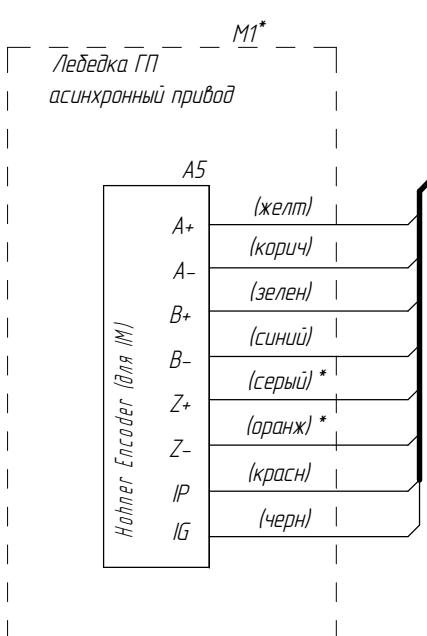 M1*
Лебедка ГП
асинхронный привод
A5
Hohner Encoder (для IM)
A+ (желт)
A- (корич)
B+ (зелен)
B- (синий)
Z+ (серый) *
Z- (оранж) *
IP (красн)
IG (черн)